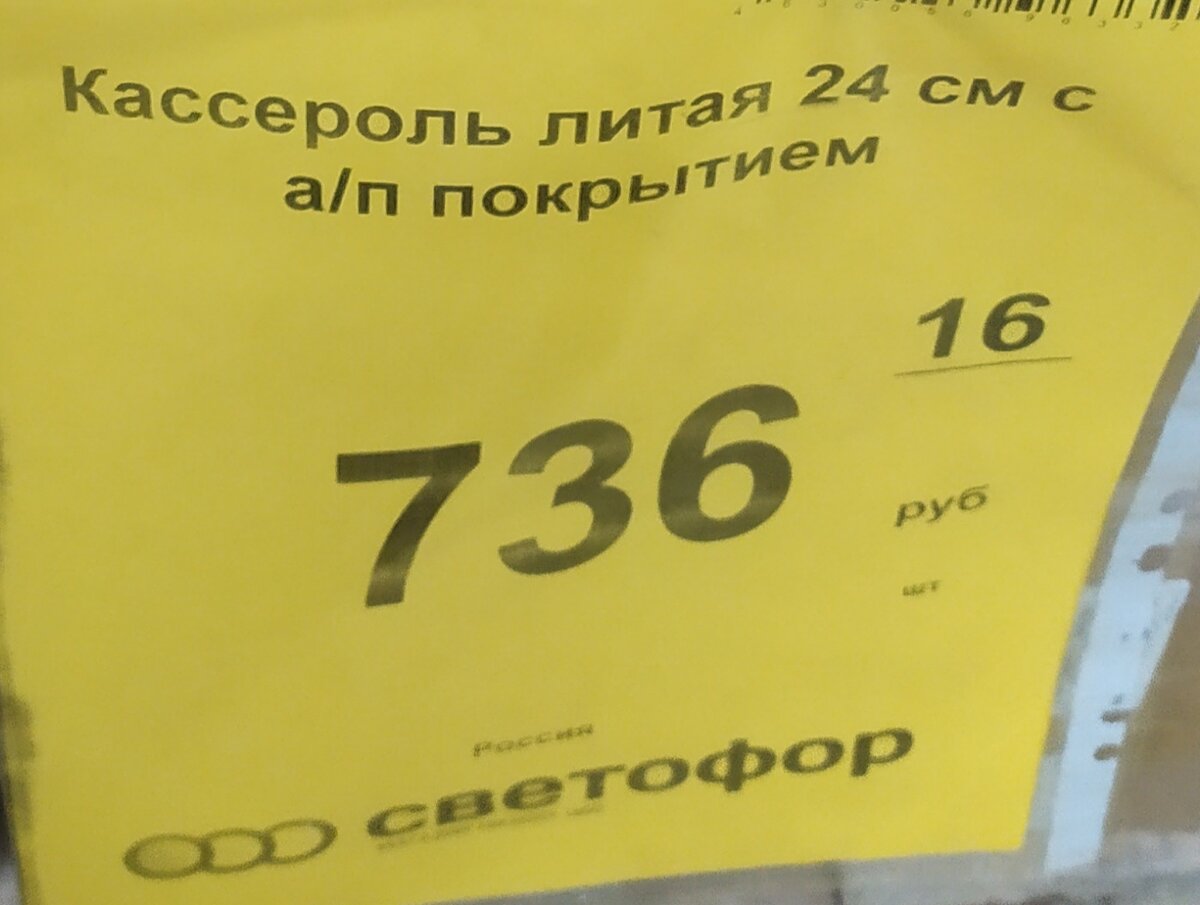 Кассероль литая 24 см с
а/п покрытием
736
16
руб
шт
Россия
светофор